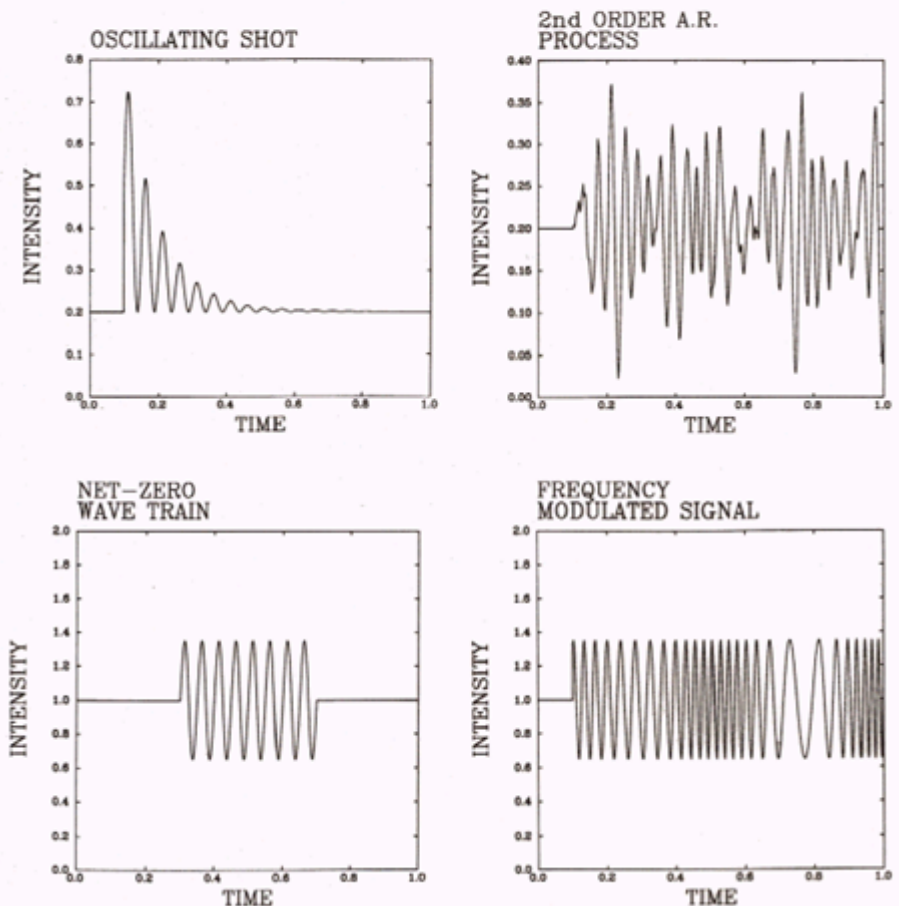 OSCILLATING SHOT
0.8
0.7
0.6
0.5
0.4
0.3
0.2
0.1
0.0
INTENSITY
0.0 0.2 0.4 0.6 0.8 1.0
TIME
2nd ORDER A.R.
PROCESS
0.40
0.35
0.30
0.25
0.20
0.15
0.10
0.05
0.00
INTENSITY
0.0 0.2 0.4 0.6 0.8 1.0
TIME
NET-ZERO
WAVE TRAIN
2.0
1.8
1.6
1.4
1.2
1.0
0.8
0.6
0.4
0.2
0.0
INTENSITY
0.0 0.2 0.4 0.6 0.8 1.0
TIME
FREQUENCY
MODULATED SIGNAL
2.0
1.8
1.6
1.4
1.2
1.0
0.8
0.6
0.4
0.2
0.0
INTENSITY
0.0 0.2 0.4 0.6 0.8 1.0
TIME